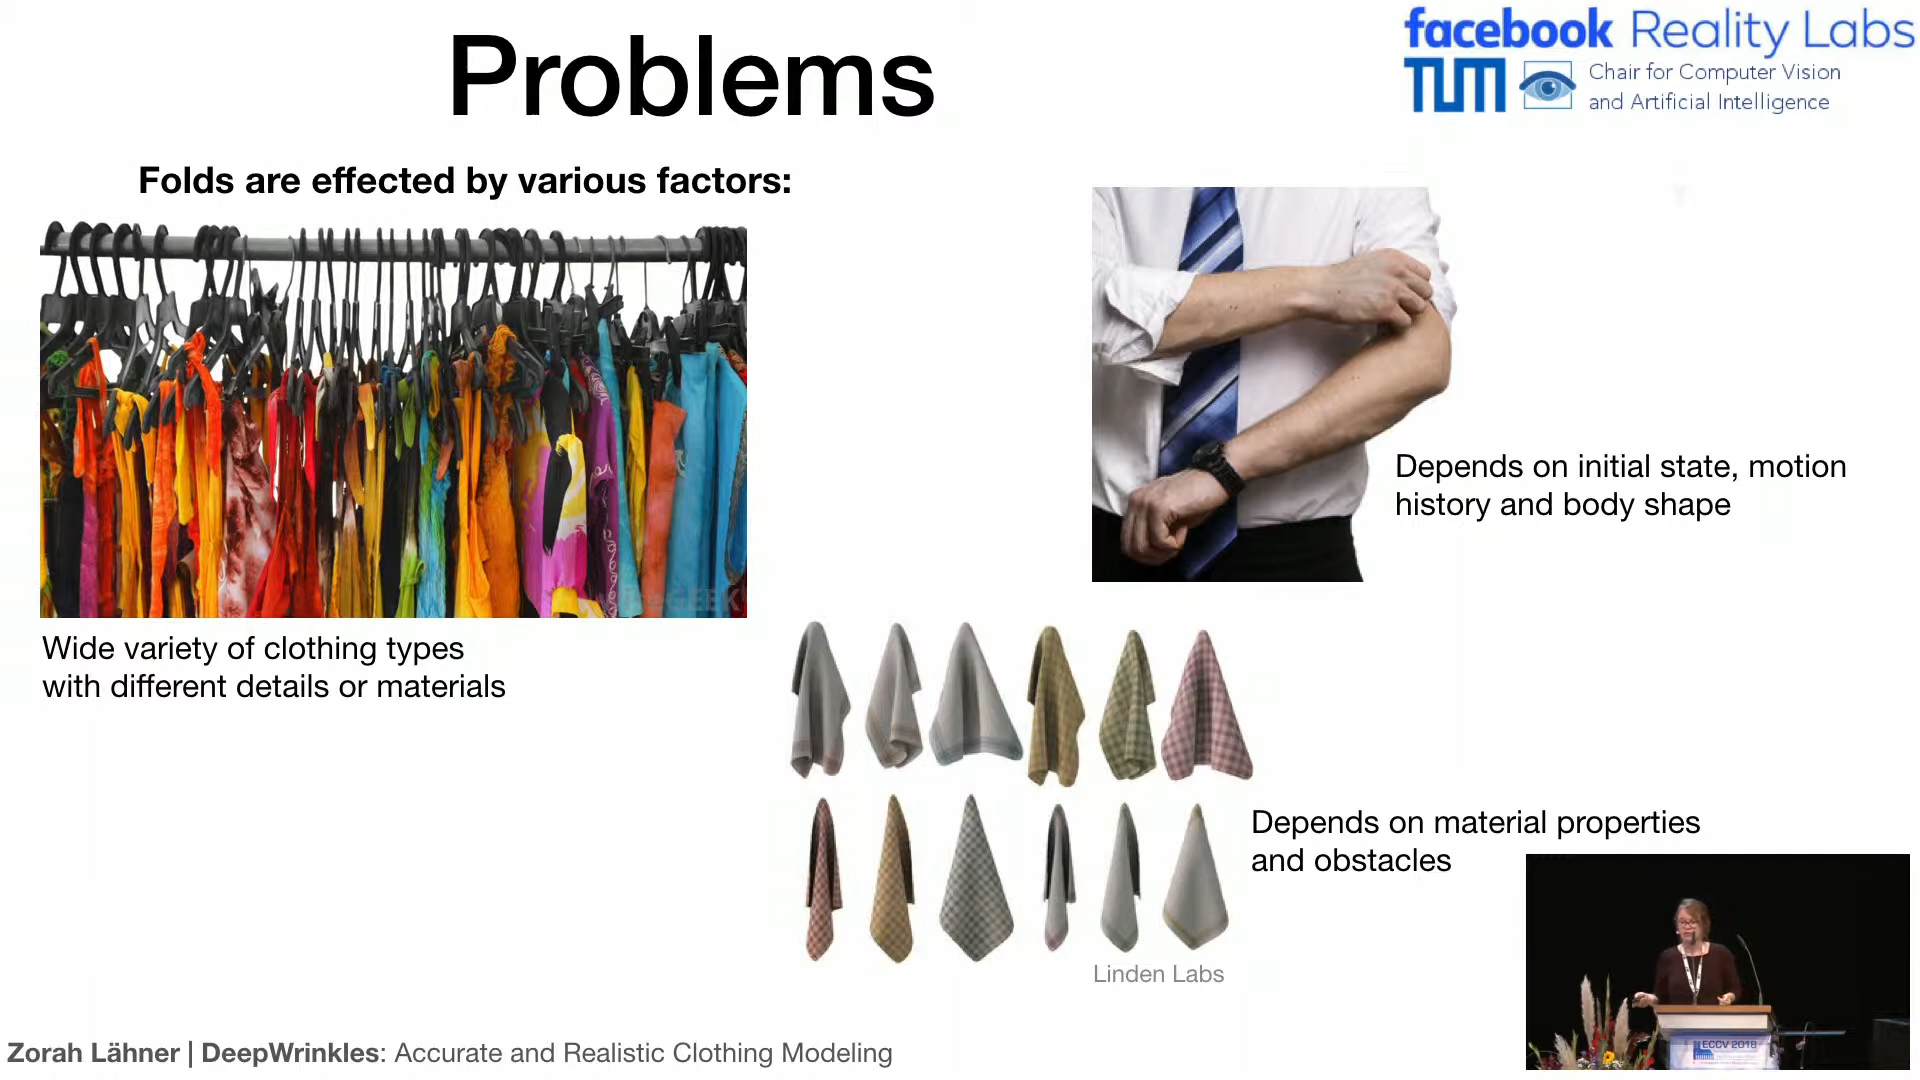 Problems
facebook Reality Labs
TUM
Chair for Computer Vision
and Artificial Intelligence
Folds are effected by various factors:
Depends on initial state, motion
history and body shape
Wide variety of clothing types
with different details or materials
Depends on material properties
and obstacles
Linden Labs
ECCV 2018
Zorah Lähner | DeepWrinkles: Accurate and Realistic Clothing Modeling